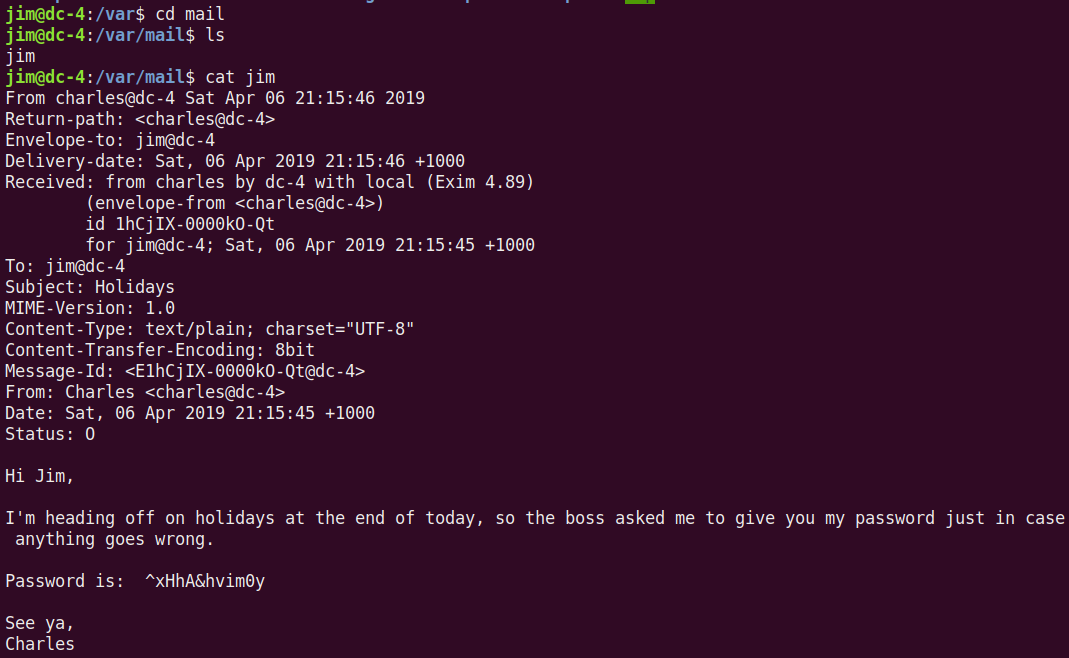 jim@dc-4:/var$ cd mail
jim@dc-4:/var/mail$ ls
jim
jim@dc-4:/var/mail$ cat jim
From charles@dc-4 Sat Apr 06 21:15:46 2019
Return-path: <charles@dc-4>
Envelope-to: jim@dc-4
Delivery-date: Sat, 06 Apr 2019 21:15:46 +1000
Received: from charles by dc-4 with local (Exim 4.89)
        (envelope-from <charles@dc-4>)
        id 1hCjIX-0000kO-Qt
        for jim@dc-4; Sat, 06 Apr 2019 21:15:45 +1000
To: jim@dc-4
Subject: Holidays
MIME-Version: 1.0
Content-Type: text/plain; charset="UTF-8"
Content-Transfer-Encoding: 8bit
Message-Id: <E1hCjIX-0000kO-Qt@dc-4>
From: Charles <charles@dc-4>
Date: Sat, 06 Apr 2019 21:15:45 +1000
Status: O

Hi Jim,

I'm heading off on holidays at the end of today, so the boss asked me to give you my password just in case
 anything goes wrong.

Password is:  ^xHhA&hvim0y

See ya,
Charles